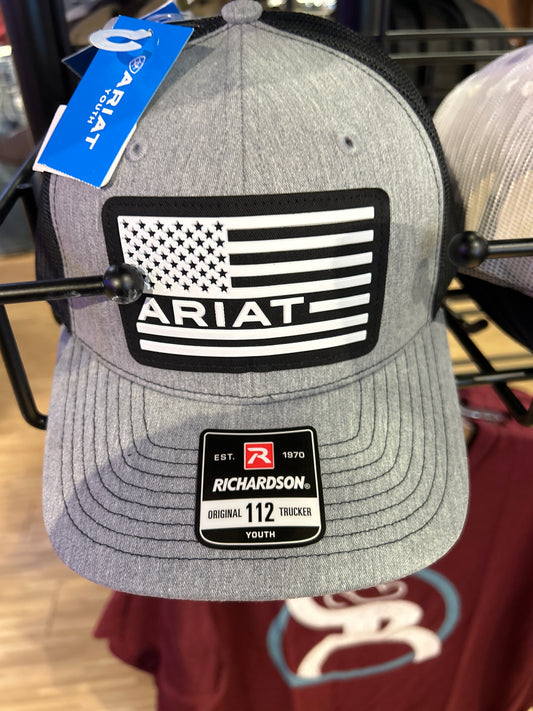 ARIAT
YOUTH
ARIAT
EST. R 1970
RICHARDSON®
ORIGINAL 112 TRUCKER
YOUTH